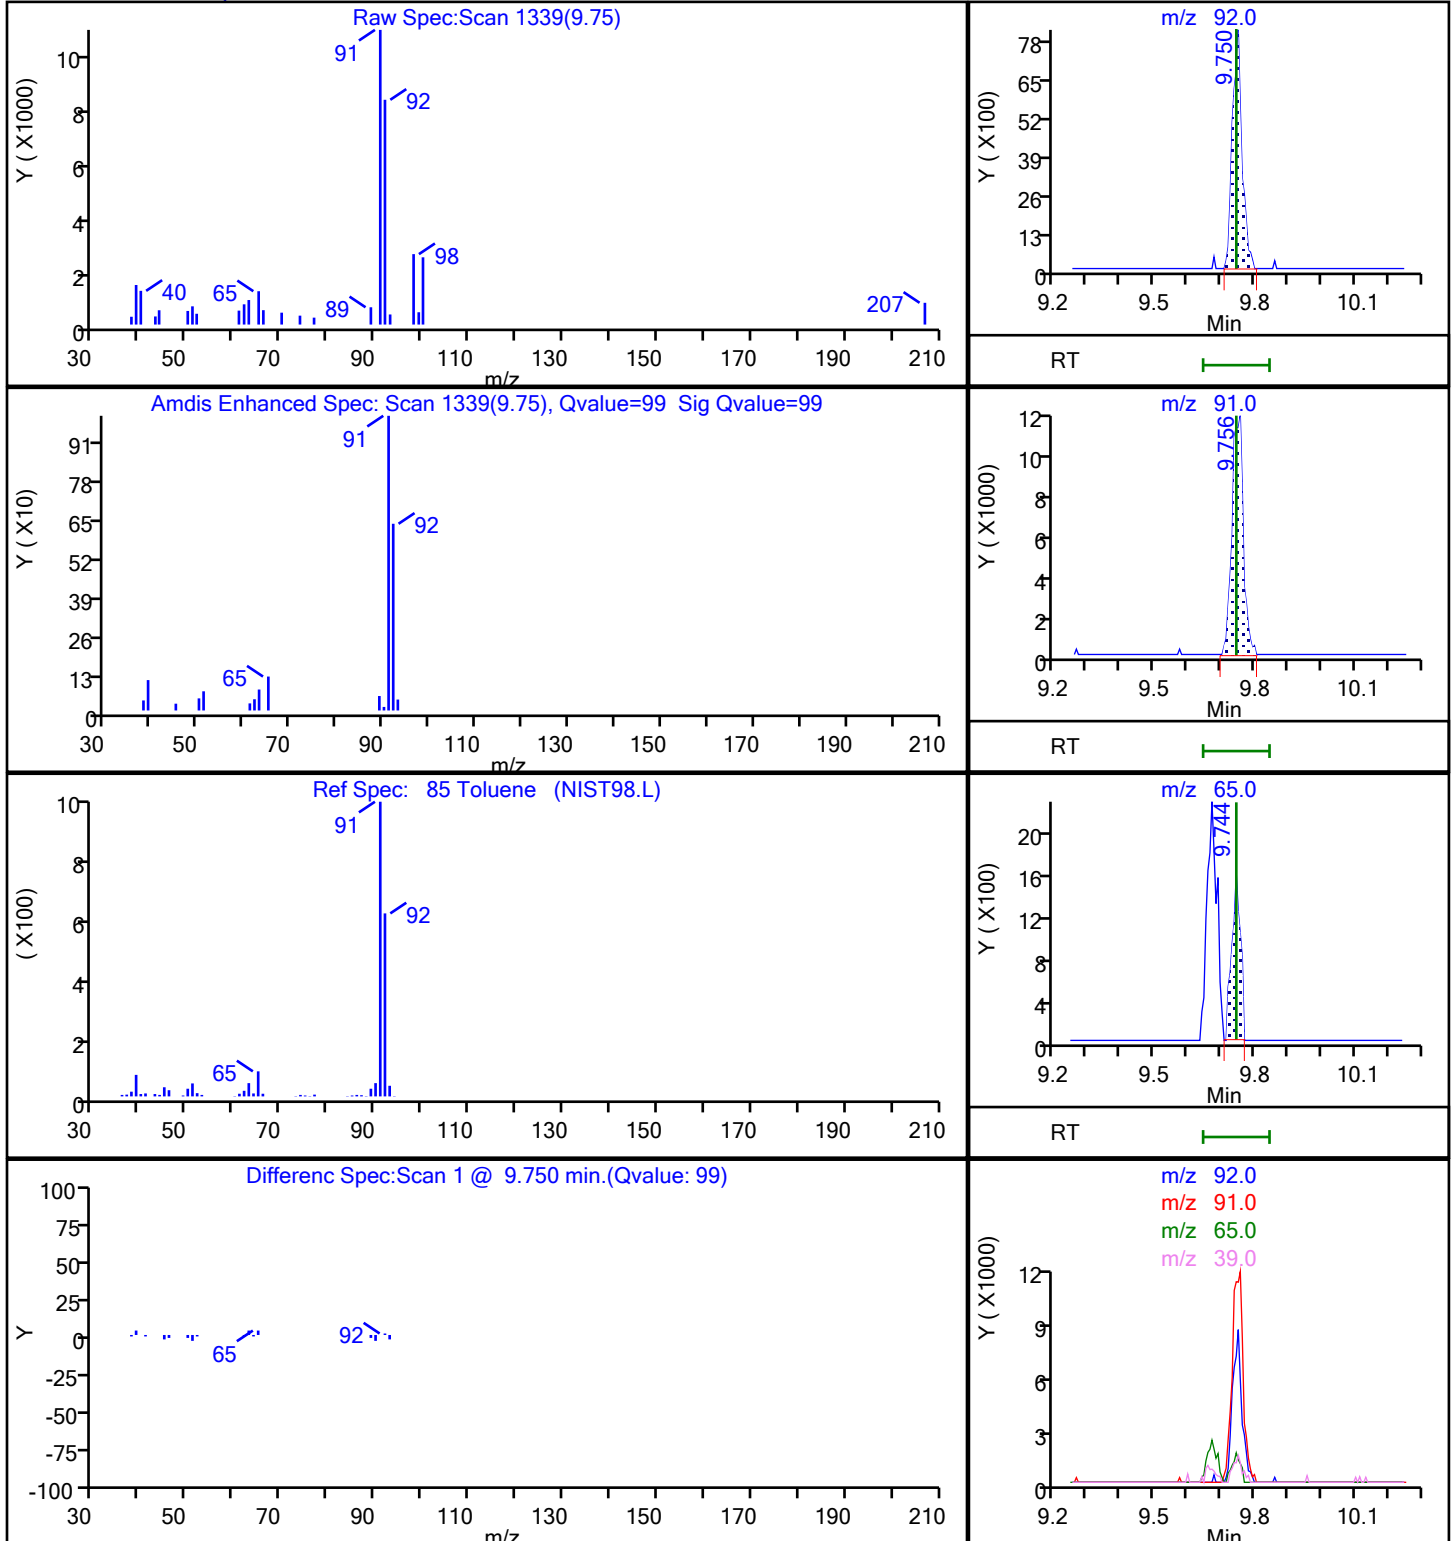 Raw Spec:Scan 1339(9.75)
Y ( X1000)
10
8
6
4
2
0
91
92
98
40
65
89
207
30 50 70 90 110 130 150 170 190 210
m/z
m/z 92.0
Y ( X100)
78
65
52
39
26
13
0
9.750
9.2 9.5 9.8 10.1
Min
RT
Amdis Enhanced Spec: Scan 1339(9.75), Qvalue=99 Sig Qvalue=99
Y ( X10)
91
78
65
52
39
26
13
0
91
92
65
30 50 70 90 110 130 150 170 190 210
m/z
m/z 91.0
Y ( X1000)
12
10
8
6
4
2
0
9.756
9.2 9.5 9.8 10.1
Min
RT
Ref Spec: 85 Toluene (NIST98.L)
( X100)
10
8
6
4
2
0
91
92
65
30 50 70 90 110 130 150 170 190 210
m/z 65.0
Y ( X100)
20
16
12
8
4
0
9.744
9.2 9.5 9.8 10.1
Min
RT
Differenc Spec:Scan 1 @ 9.750 min.(Qvalue: 99)
Y
100
75
50
25
0
-25
-50
-75
-100
65
92
30 50 70 90 110 130 150 170 190 210
m/z
m/z 92.0
m/z 91.0
m/z 65.0
m/z 39.0
Y ( X1000)
12
9
6
3
0
9.2 9.5 9.8 10.1
Min